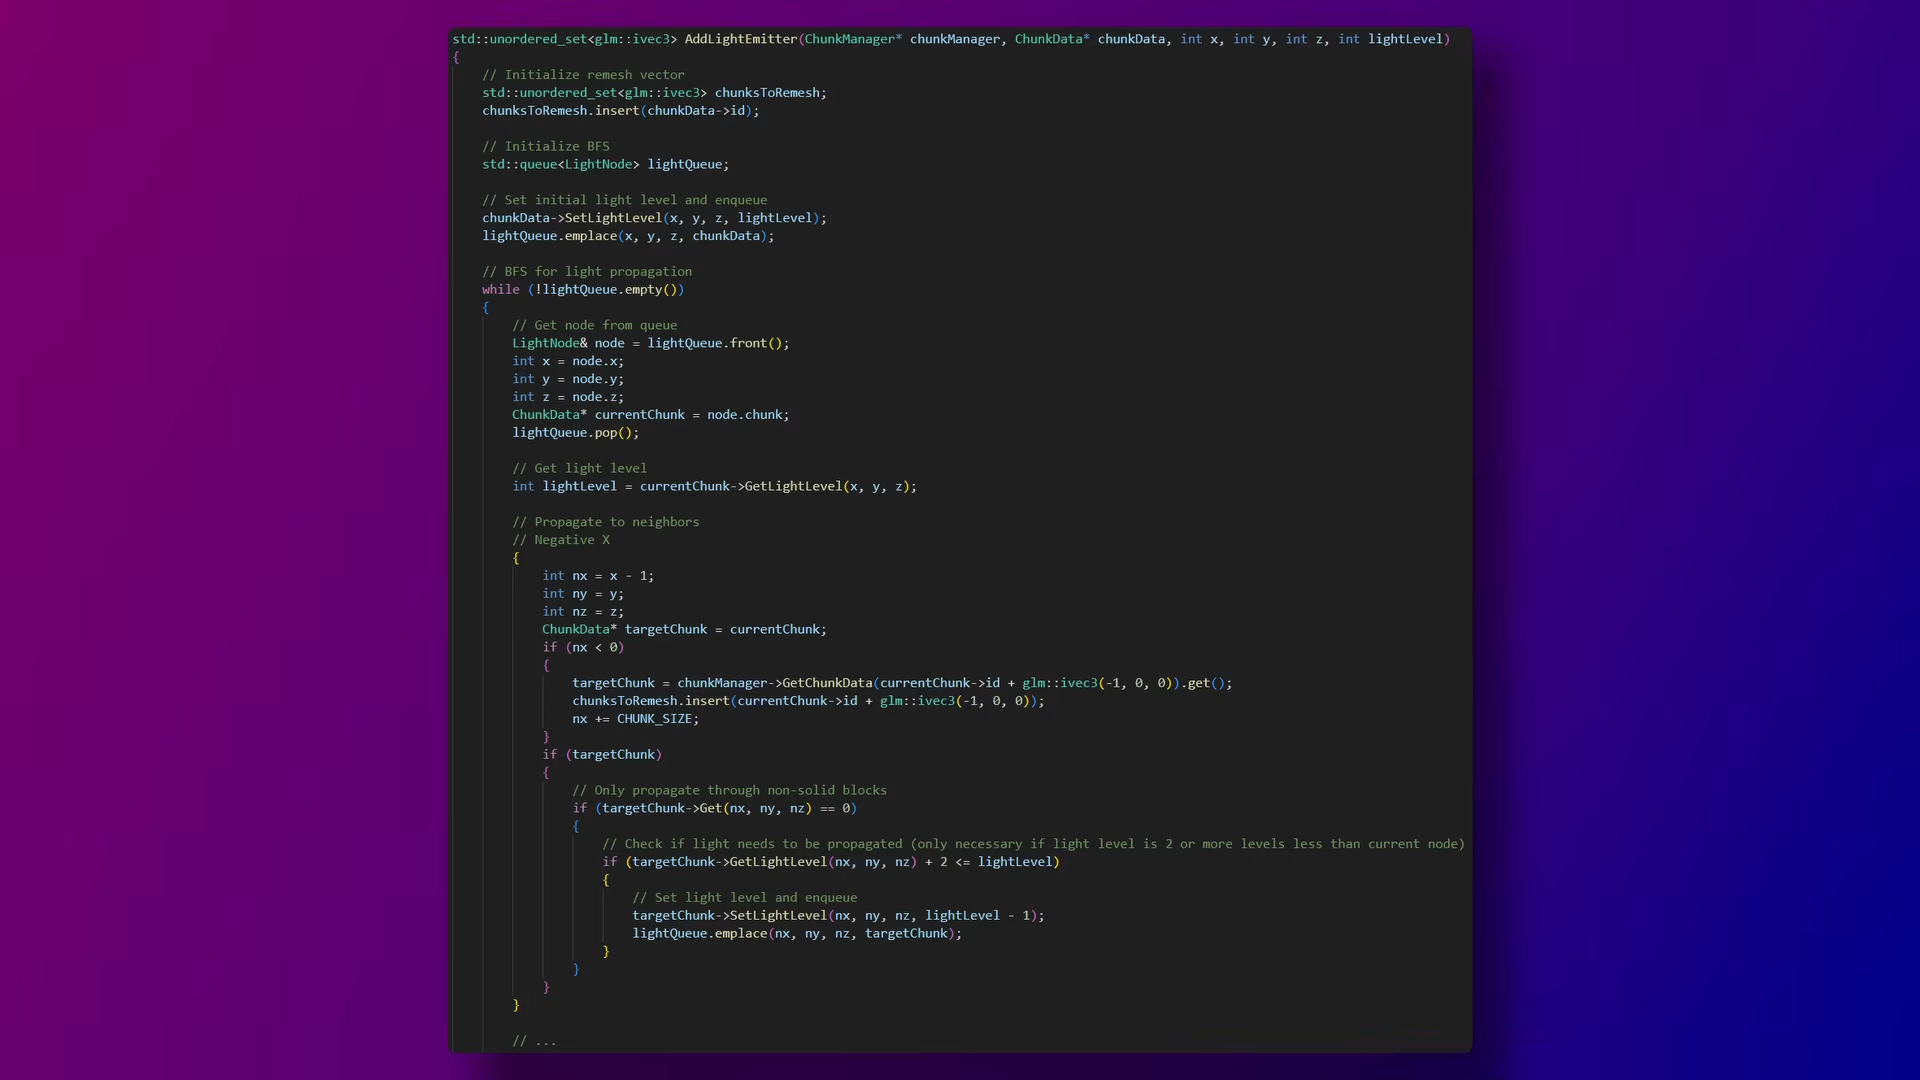 std::unordered_set<glm::ivec3> AddLightEmitter(ChunkManager* chunkManager, ChunkData* chunkData, int x, int y, int z, int lightLevel)
{
    // Initialize remesh vector
    std::unordered_set<glm::ivec3> chunksToRemesh;
    chunksToRemesh.insert(chunkData->id);

    // Initialize BFS
    std::queue<LightNode> lightQueue;

    // Set initial light level and enqueue
    chunkData->SetLightLevel(x, y, z, lightLevel);
    lightQueue.emplace(x, y, z, chunkData);

    // BFS for light propagation
    while (!lightQueue.empty())
    {
        // Get node from queue
        LightNode& node = lightQueue.front();
        int x = node.x;
        int y = node.y;
        int z = node.z;
        ChunkData* currentChunk = node.chunk;
        lightQueue.pop();

        // Get light level
        int lightLevel = currentChunk->GetLightLevel(x, y, z);

        // Propagate to neighbors
        // Negative X
        {
            int nx = x - 1;
            int ny = y;
            int nz = z;
            ChunkData* targetChunk = currentChunk;
            if (nx < 0)
            {
                targetChunk = chunkManager->GetChunkData(currentChunk->id + glm::ivec3(-1, 0, 0)).get();
                chunksToRemesh.insert(currentChunk->id + glm::ivec3(-1, 0, 0));
                nx += CHUNK_SIZE;
            }
            if (targetChunk)
            {
                // Only propagate through non-solid blocks
                if (targetChunk->Get(nx, ny, nz) == 0)
                {
                    // Check if light needs to be propagated (only necessary if light level is 2 or more levels less than current node)
                    if (targetChunk->GetLightLevel(nx, ny, nz) + 2 <= lightLevel)
                    {
                        // Set light level and enqueue
                        targetChunk->SetLightLevel(nx, ny, nz, lightLevel - 1);
                        lightQueue.emplace(nx, ny, nz, targetChunk);
                    }
                }
            }
        }

        // ...